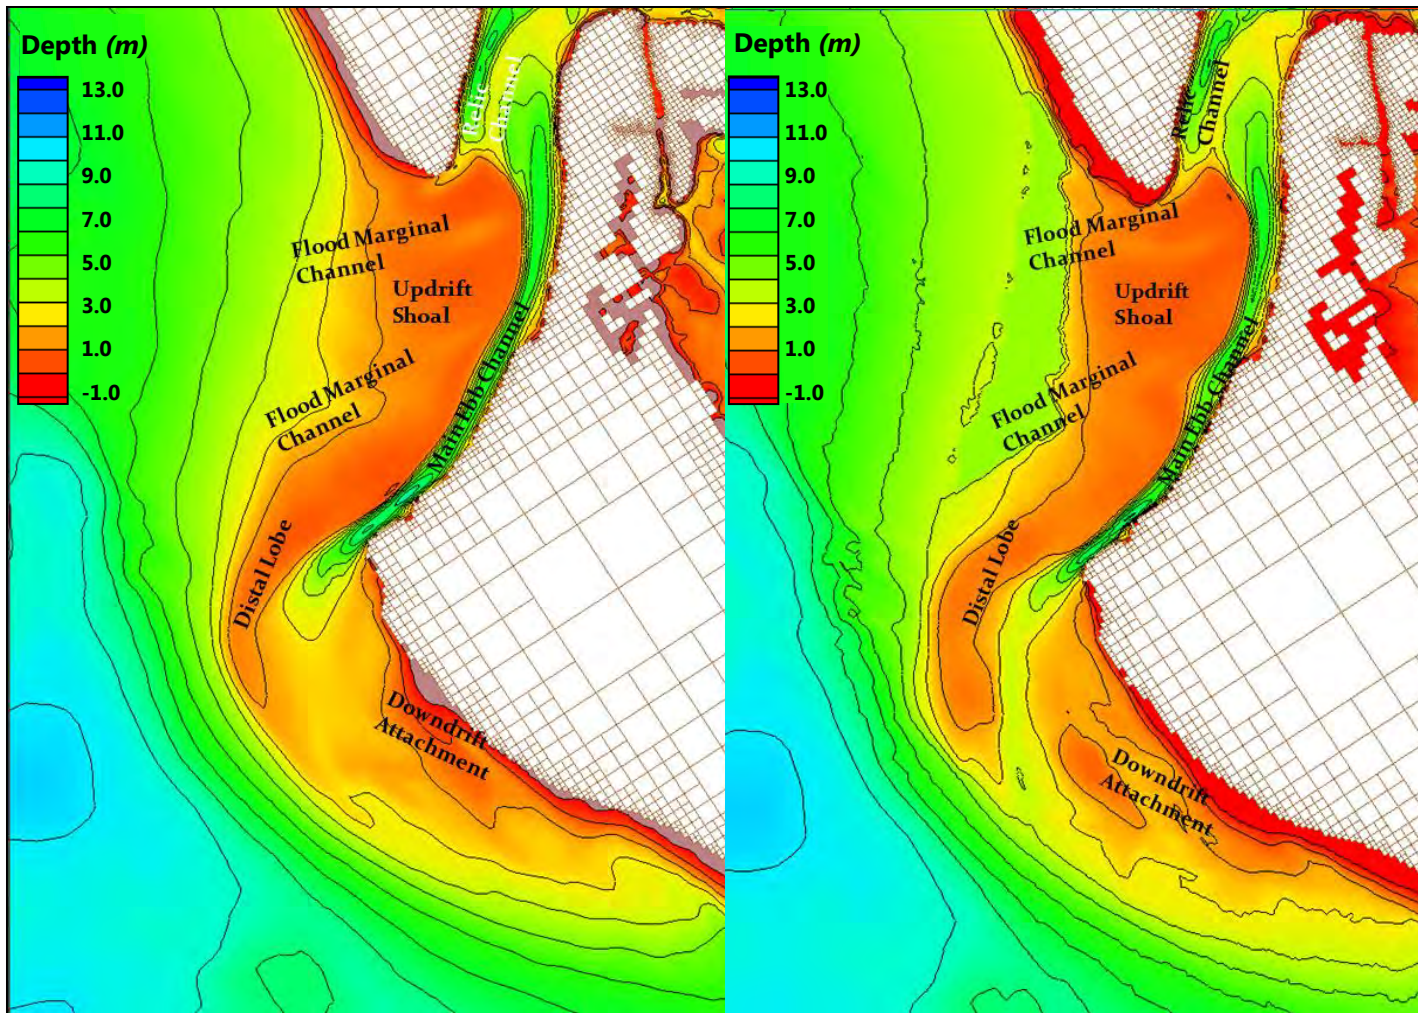 Depth (m)
13.0
11.0
9.0
7.0
5.0
3.0
1.0
-1.0
Relic
Channel
Flood Marginal
Channel
Updrift
Shoal
Flood Marginal
Channel
Main Ebb Channel
Distal Lobe
Downdrift
Attachment
Depth (m)
13.0
11.0
9.0
7.0
5.0
3.0
1.0
-1.0
Relic
Channel
Flood Marginal
Channel
Updrift
Shoal
Flood Marginal
Channel
Main Ebb Channel
Distal Lobe
Downdrift
Attachment